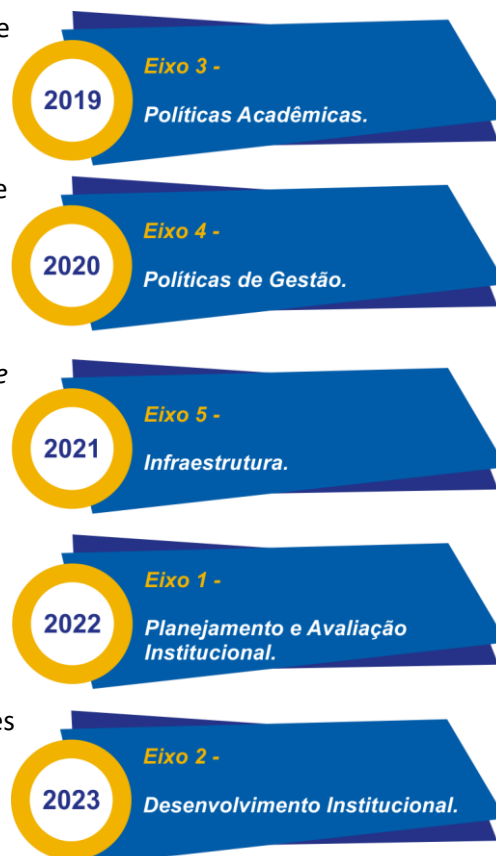 e
2019
Eixo 3 -
Políticas Acadêmicas.
e
2020
Eixo 4 -
Políticas de Gestão.
e
2021
Eixo 5 -
Infraestrutura.
2022
Eixo 1 -
Planejamento e Avaliação
Institucional.
es
2023
Eixo 2 -
Desenvolvimento Institucional.